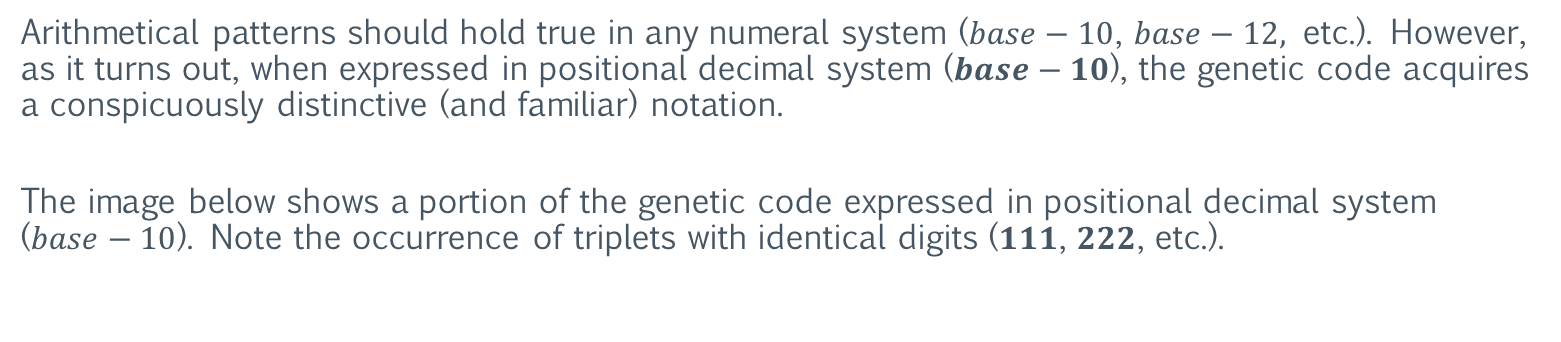 Arithmetical patterns should hold true in any numeral system (base − 10, base − 12, etc.). However,
as it turns out, when expressed in positional decimal system (base − 10), the genetic code acquires
a conspicuously distinctive (and familiar) notation.
The image below shows a portion of the genetic code expressed in positional decimal system
(base − 10). Note the occurrence of triplets with identical digits (111, 222, etc.).